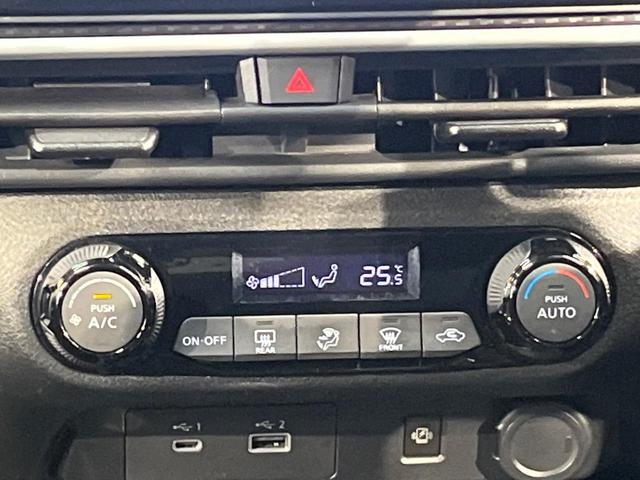 25.5 °C
PUSH
A/C
PUSH
AUTO
ON·OFF
REAR
FRONT
1
2